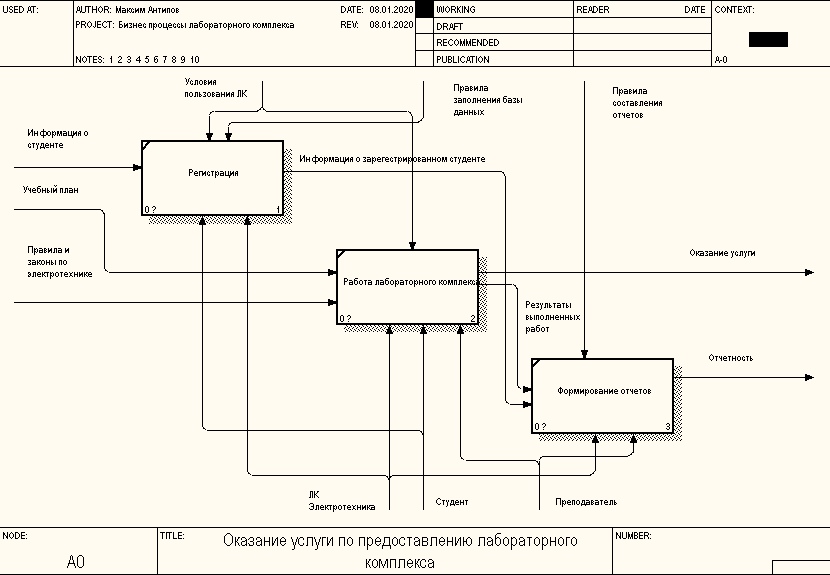 USED AT:
AUTHOR: Максим Антипов
DATE: 08.01.2020
WORKING
READER
DATE
CONTEXT:
PROJECT: Бизнес процессы лабораторного комплекса
REV: 08.01.2020
DRAFT
RECOMMENDED
NOTES: 1 2 3 4 5 6 7 8 9 10
PUBLICATION
A-0
Условия
пользования ЛК
Правила
заполнения базы
данных
Правила
составления
отчетов
Информация о
студенте
Регистрация
0 ?
1
Информация о зарегестрированном студенте
Учебный план
Правила и
законы по
электротехнике
Работа лабораторного комплекса
0 ?
2
Оказание услуги
Результаты
выполненных
работ
Отчетность
Формирование отчетов
0 ?
3
ЛК
Электротехника
Студент
Преподаватель
NODE:
A0
TITLE:
Оказание услуги по предоставлению лабораторного
комплекса
NUMBER: